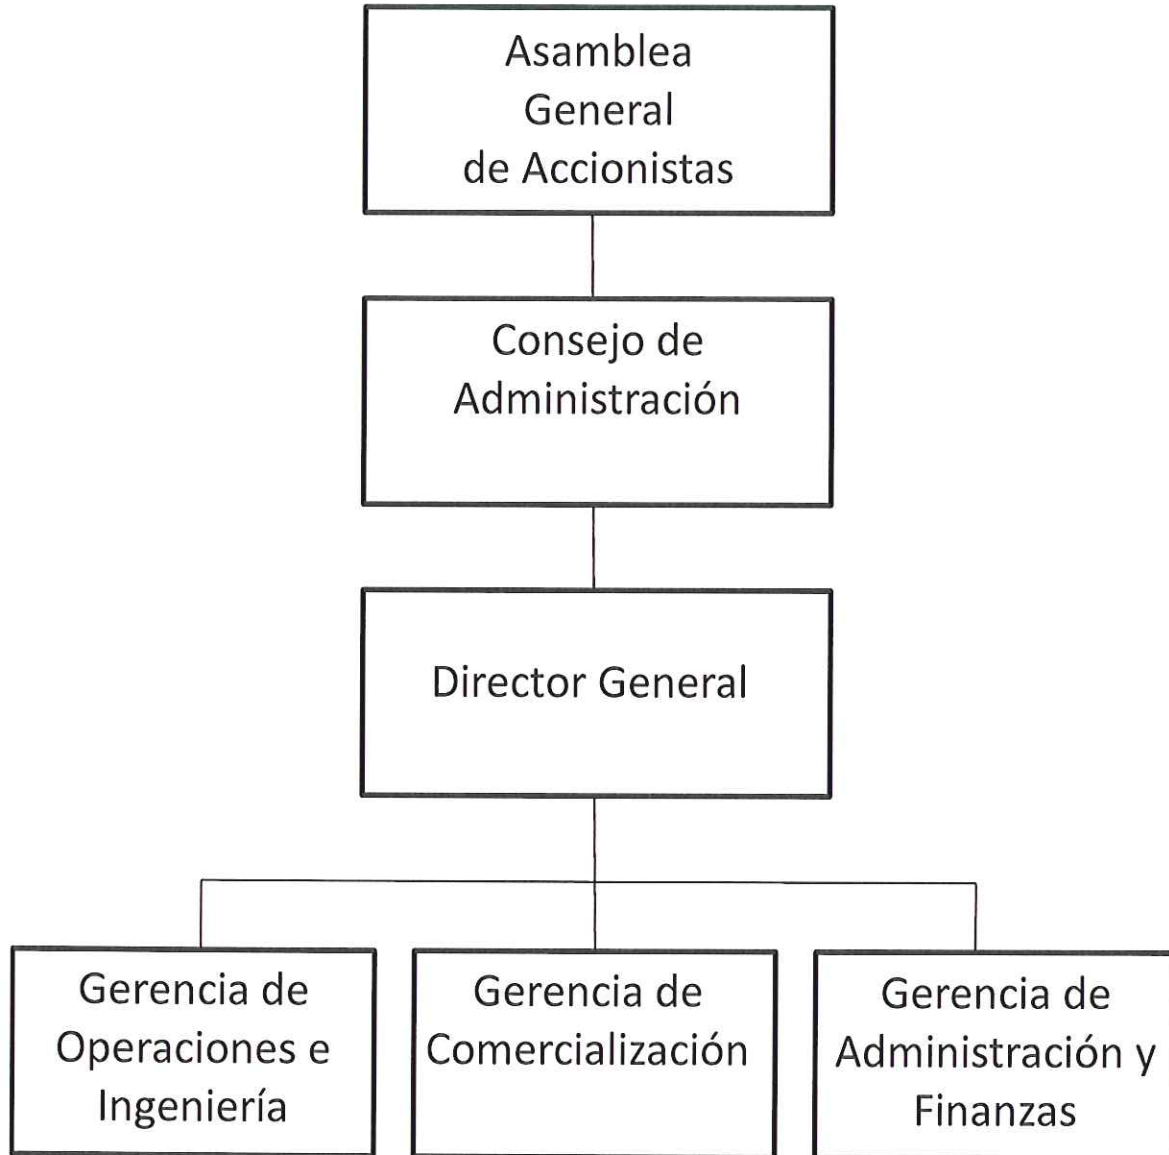 Asamblea
General
de Accionistas
Consejo de
Administración
Director General
Gerencia de
Operaciones e
Ingeniería
Gerencia de
Comercialización
Gerencia de
Administración y
Finanzas